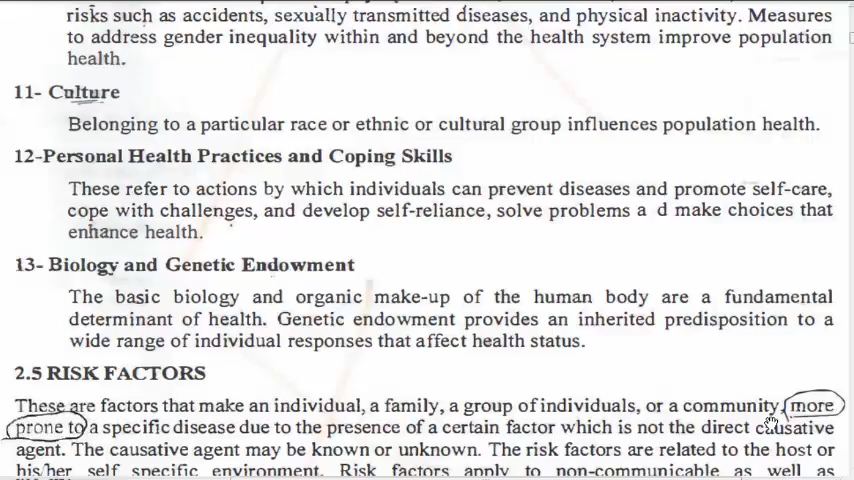 risks such as accidents, sexually transmitted diseases, and physical inactivity. Measures
to address gender inequality within and beyond the health system improve population
health.
11- Culture
Belonging to a particular race or ethnic or cultural group influences population health.
12-Personal Health Practices and Coping Skills
These refer to actions by which individuals can prevent diseases and promote self-care,
cope with challenges, and develop self-reliance, solve problems a d make choices that
enhance health.
13- Biology and Genetic Endowment
The basic biology and organic make-up of the human body are a fundamental
determinant of health. Genetic endowment provides an inherited predisposition to a
wide range of individual responses that affect health status.
2.5 RISK FACTORS
These are factors that make an individual, a family, a group of individuals, or a community, more
prone to a specific disease due to the presence of a certain factor which is not the direct causative
agent. The causative agent may be known or unknown. The risk factors are related to the host or
his/her self specific environment. Risk factors apply to non-communicable as well as